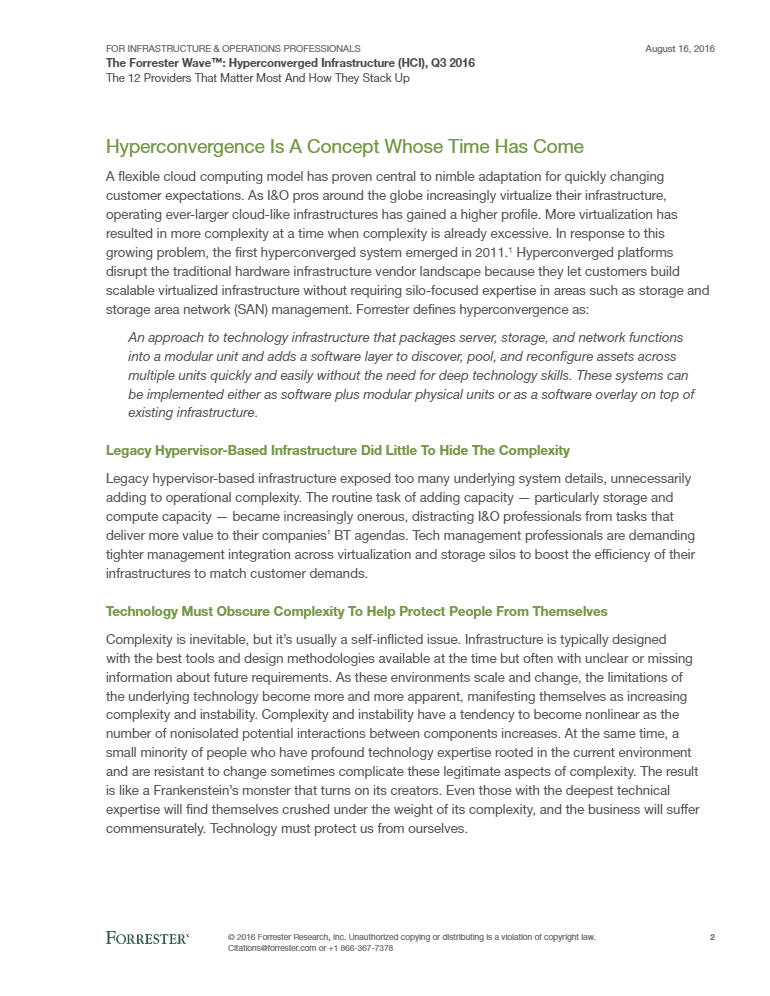 FOR INFRASTRUCTURE & OPERATIONS PROFESSIONALS
August 16, 2016
The Forrester Wave™: Hyperconverged Infrastructure (HCI), Q3 2016
The 12 Providers That Matter Most And How They Stack Up
Hyperconvergence Is A Concept Whose Time Has Come
A flexible cloud computing model has proven central to nimble adaptation for quickly changing
customer expectations. As I&O pros around the globe increasingly virtualize their infrastructure,
operating ever-larger cloud-like infrastructures has gained a higher profile. More virtualization has
resulted in more complexity at a time when complexity is already excessive. In response to this
growing problem, the first hyperconverged system emerged in 2011.¹ Hyperconverged platforms
disrupt the traditional hardware infrastructure vendor landscape because they let customers build
scalable virtualized infrastructure without requiring silo-focused expertise in areas such as storage and
storage area network (SAN) management. Forrester defines hyperconvergence as:
An approach to technology infrastructure that packages server, storage, and network functions
into a modular unit and adds a software layer to discover, pool, and reconfigure assets across
multiple units quickly and easily without the need for deep technology skills. These systems can
be implemented either as software plus modular physical units or as a software overlay on top of
existing infrastructure.
Legacy Hypervisor-Based Infrastructure Did Little To Hide The Complexity
Legacy hypervisor-based infrastructure exposed too many underlying system details, unnecessarily
adding to operational complexity. The routine task of adding capacity — particularly storage and
compute capacity — became increasingly onerous, distracting I&O professionals from tasks that
deliver more value to their companies’ BT agendas. Tech management professionals are demanding
tighter management integration across virtualization and storage silos to boost the efficiency of their
infrastructures to match customer demands.
Technology Must Obscure Complexity To Help Protect People From Themselves
Complexity is inevitable, but it’s usually a self-inflicted issue. Infrastructure is typically designed
with the best tools and design methodologies available at the time but often with unclear or missing
information about future requirements. As these environments scale and change, the limitations of
the underlying technology become more and more apparent, manifesting themselves as increasing
complexity and instability. Complexity and instability have a tendency to become nonlinear as the
number of nonisolated potential interactions between components increases. At the same time, a
small minority of people who have profound technology expertise rooted in the current environment
and are resistant to change sometimes complicate these legitimate aspects of complexity. The result
is like a Frankenstein’s monster that turns on its creators. Even those with the deepest technical
expertise will find themselves crushed under the weight of its complexity, and the business will suffer
commensurately. Technology must protect us from ourselves.
FORRESTER
© 2016 Forrester Research, Inc. Unauthorized copying or distributing is a violation of copyright law.
2
Citations@forrester.com or +1 866-367-7378